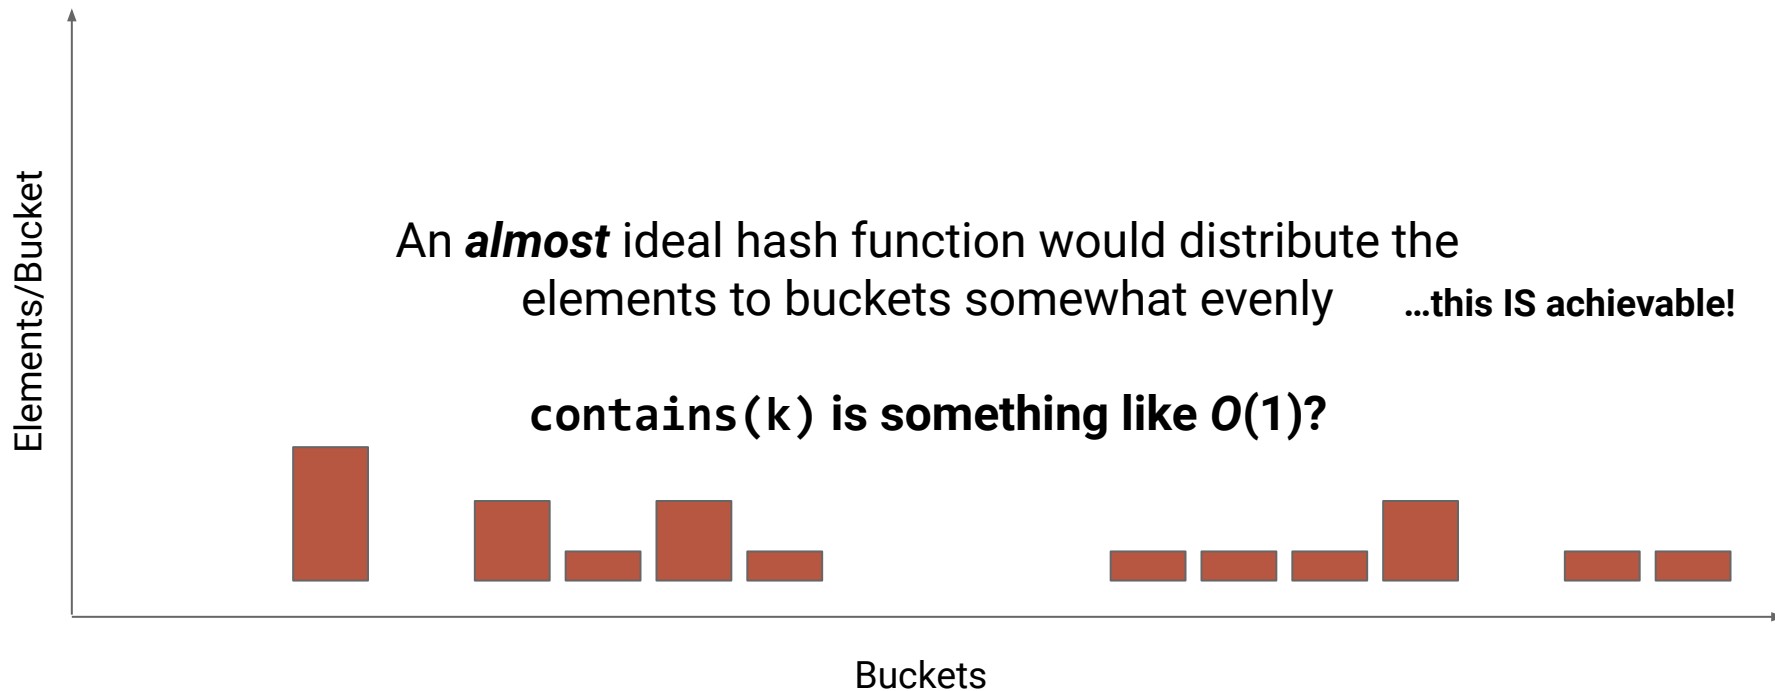 Elements/Bucket
An almost ideal hash function would distribute the
elements to buckets somewhat evenly
…this IS achievable!
contains(k) is something like O(1)?
Buckets